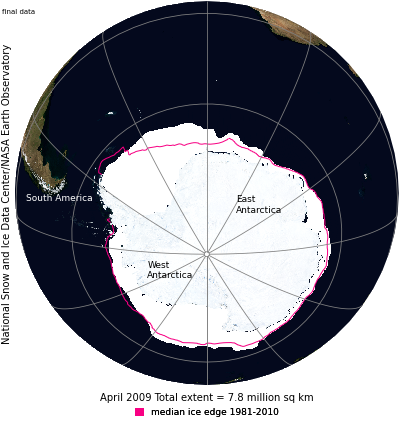 final data
National Snow and Ice Data Center/NASA Earth Observatory
South America
East
Antarctica
West
Antarctica
April 2009 Total extent = 7.8 million sq km
median ice edge 1981-2010